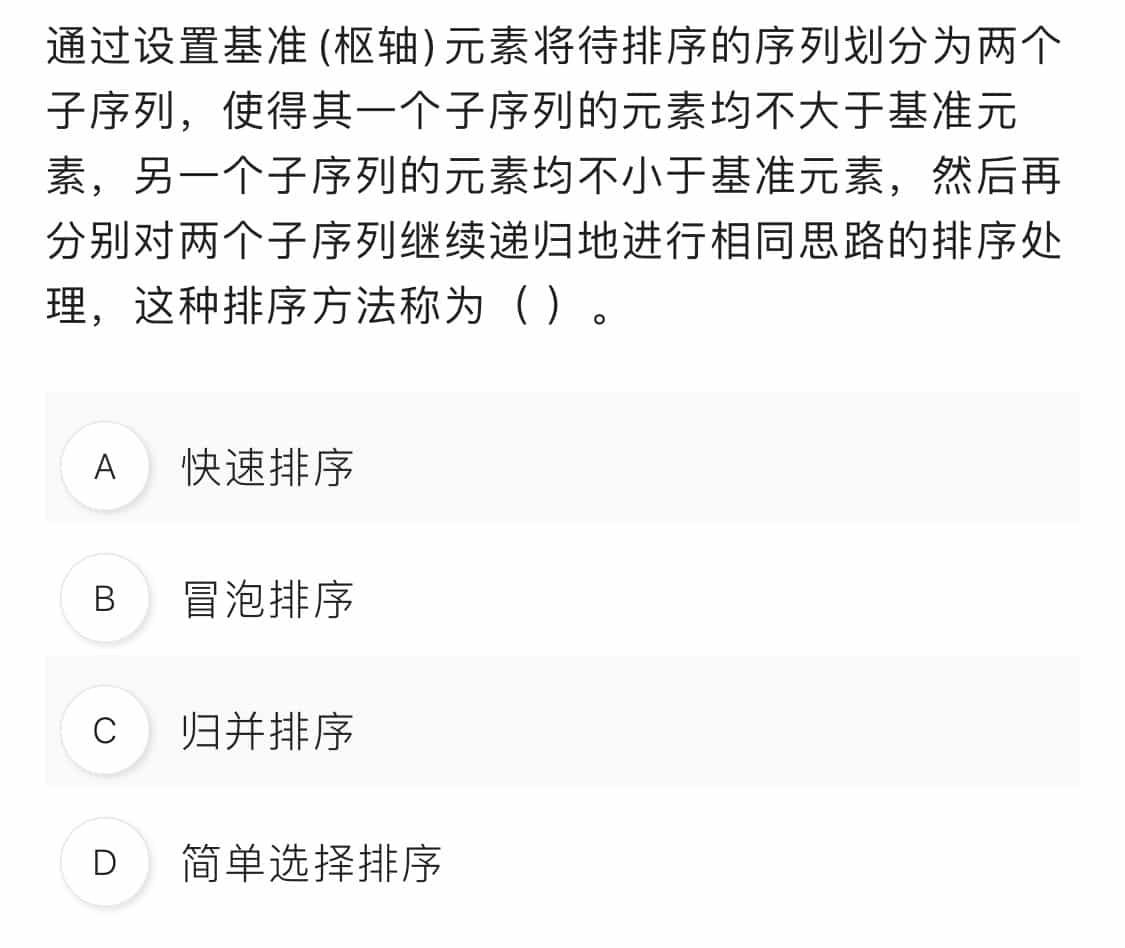 通过设置基准(枢轴)元素将待排序的序列划分为两个
子序列，使得其一个子序列的元素均不大于基准元
素，另一个子序列的元素均不小于基准元素，然后再
分别对两个子序列继续递归地进行相同思路的排序处
理，这种排序方法称为（ ）。
A 快速排序
B 冒泡排序
C 归并排序
D 简单选择排序